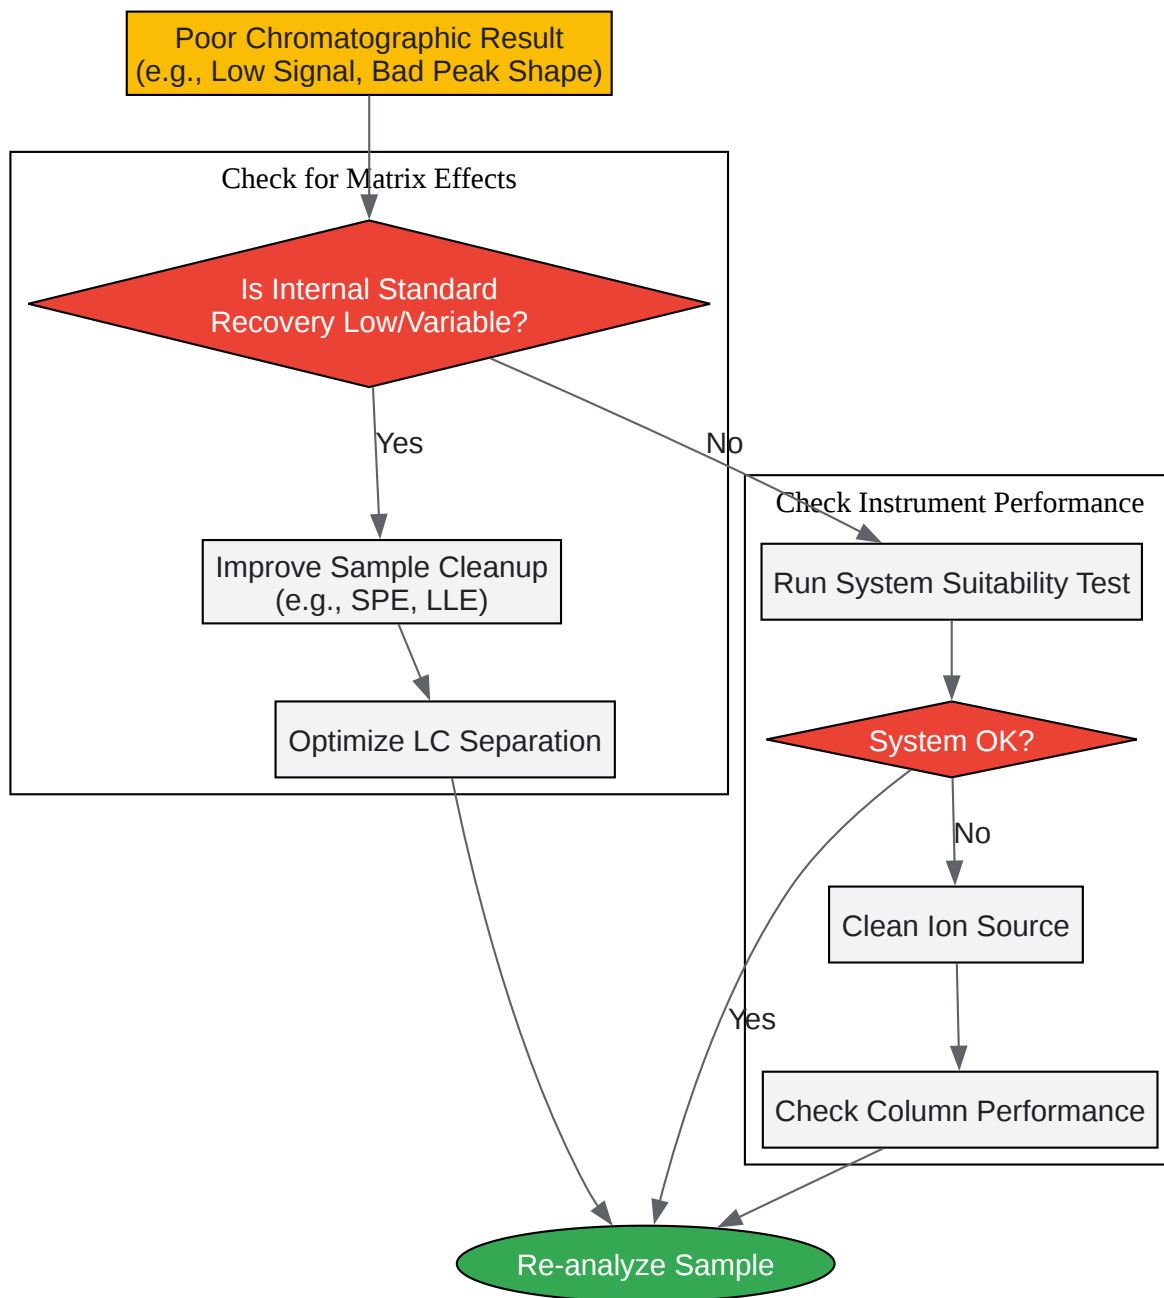 Poor Chromatographic Result
(e.g., Low Signal, Bad Peak Shape)
Check for Matrix Effects
Is Internal Standard
Recovery Low/Variable?
Yes
No
Check Instrument Performance
Improve Sample Cleanup
(e.g., SPE, LLE)
Run System Suitability Test
Optimize LC Separation
System OK?
No
Clean Ion Source
Yes
Check Column Performance
Re-analyze Sample